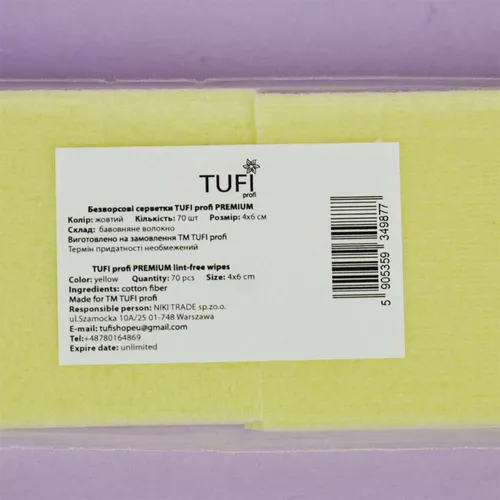 TUFI
profi
Безворсові серветки TUFI profi PREMIUM
Колір: жовтий Кількість: 70 шт Розмір: 4х6 см
Склад: бавовняне волокно
Виготовлено на замовлення ТМ TUFI profi
Термін придатності необмежений
TUFI profi PREMIUM lint-free wipes
Color: yellow Quantity: 70 pcs Size: 4x6 cm
Ingredients: cotton fiber
Made for TM TUFI profi
Responsible person: NIKI TRADE sp.zo.o.
ul.Szamocka 10A/25 01-748 Warszawa
E-mail: tufishopeu@gmail.com
Tel:+48780164869
Expire date: unlimited
5 905359 349877